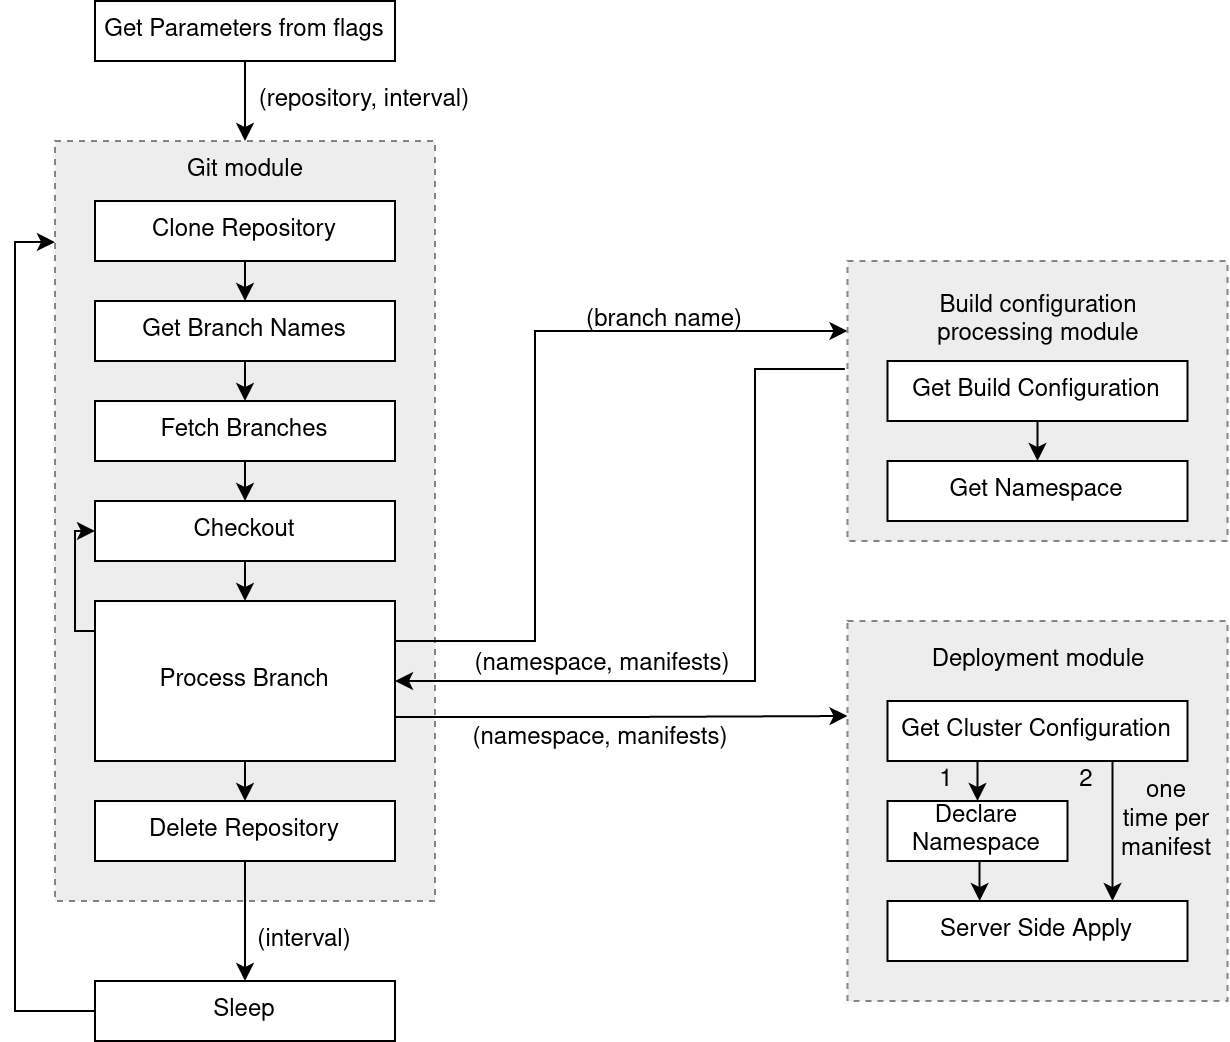 Get Parameters from flags
(repository, interval)
Git module
Clone Repository
Get Branch Names
Fetch Branches
Checkout
Process Branch
Delete Repository
(interval)
Sleep
(branch name)
(namespace, manifests)
(namespace, manifests)
Build configuration
processing module
Get Build Configuration
Get Namespace
Deployment module
Get Cluster Configuration
1
2
one
time per
manifest
Declare
Namespace
Server Side Apply